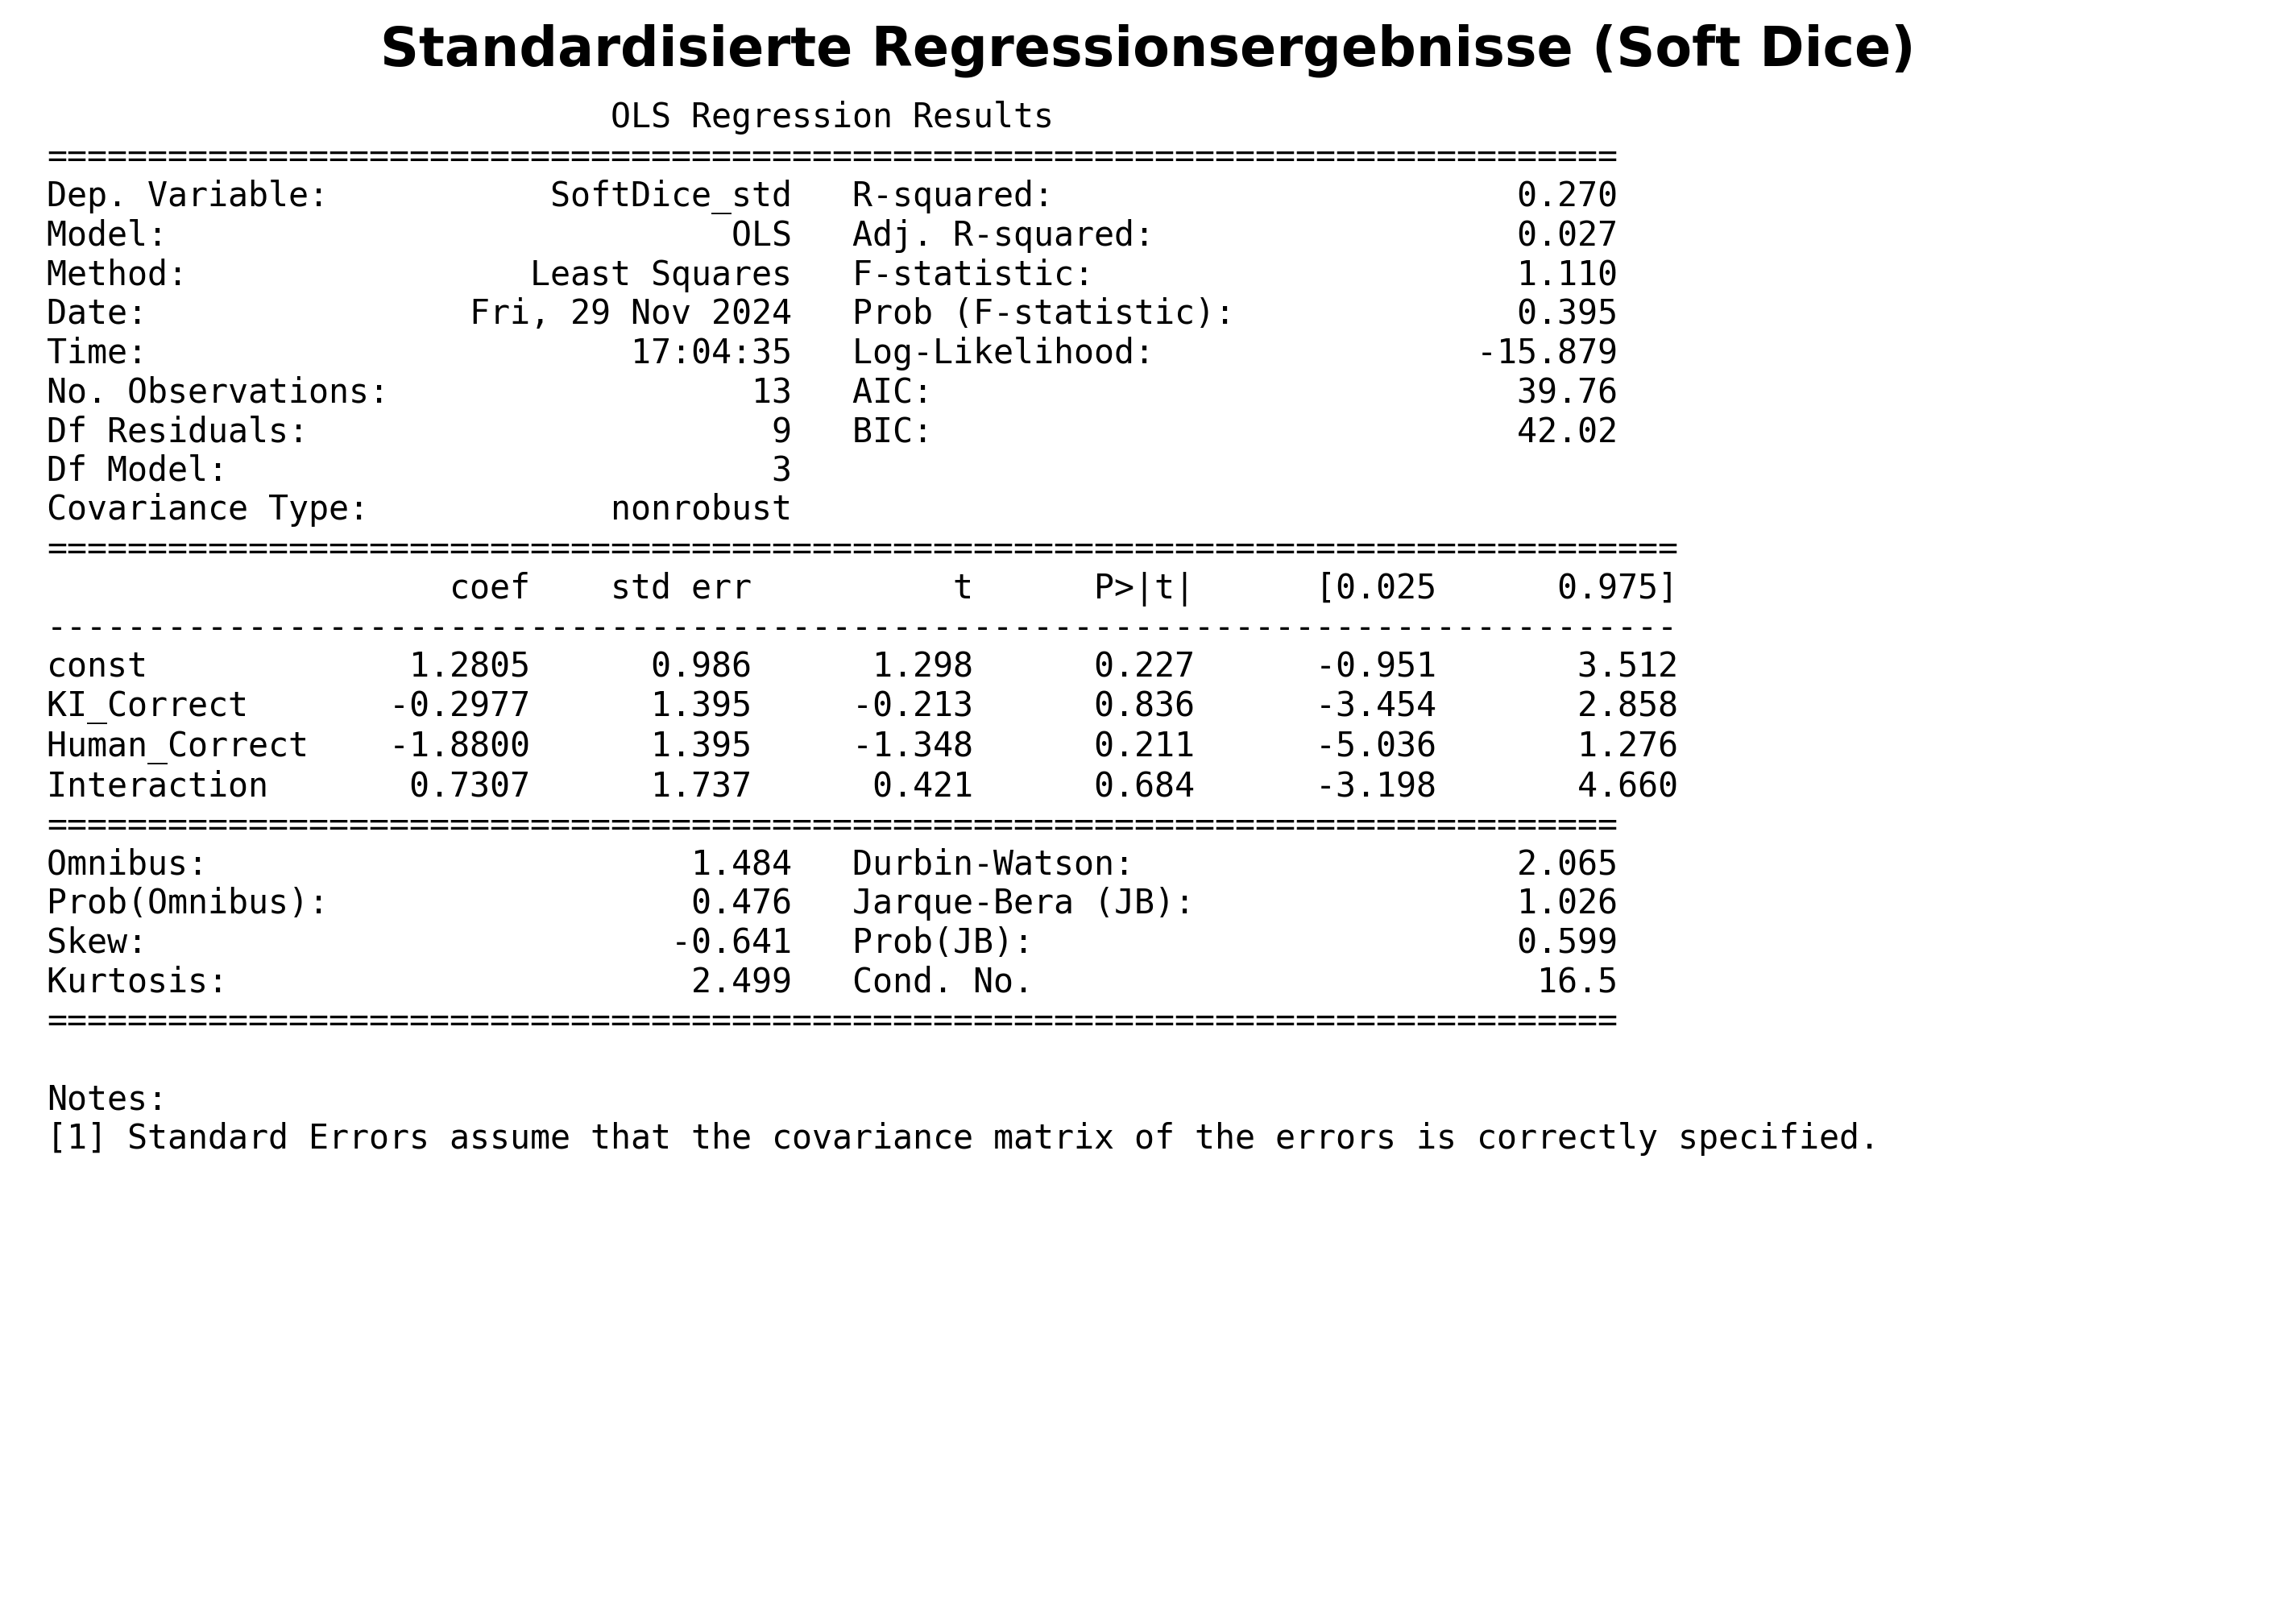 Standardisierte Regressionsergebnisse (Soft Dice)
OLS Regression Results
==============================================================================
Dep. Variable:           SoftDice_std   R-squared:                       0.270
Model:                            OLS   Adj. R-squared:                  0.027
Method:                 Least Squares   F-statistic:                     1.110
Date:                Fri, 29 Nov 2024   Prob (F-statistic):              0.395
Time:                        17:04:35   Log-Likelihood:                -15.879
No. Observations:                  13   AIC:                             39.76
Df Residuals:                       9   BIC:                             42.02
Df Model:                           3
Covariance Type:            nonrobust
=================================================================================
                    coef    std err          t      P>|t|      [0.025      0.975]
---------------------------------------------------------------------------------
const             1.2805      0.986      1.298      0.227      -0.951       3.512
KI_Correct       -0.2977      1.395     -0.213      0.836      -3.454       2.858
Human_Correct    -1.8800      1.395     -1.348      0.211      -5.036       1.276
Interaction       0.7307      1.737      0.421      0.684      -3.198       4.660
==============================================================================
Omnibus:                        1.484   Durbin-Watson:                   2.065
Prob(Omnibus):                  0.476   Jarque-Bera (JB):                1.026
Skew:                          -0.641   Prob(JB):                        0.599
Kurtosis:                       2.499   Cond. No.                         16.5
==============================================================================
Notes:
[1] Standard Errors assume that the covariance matrix of the errors is correctly specified.